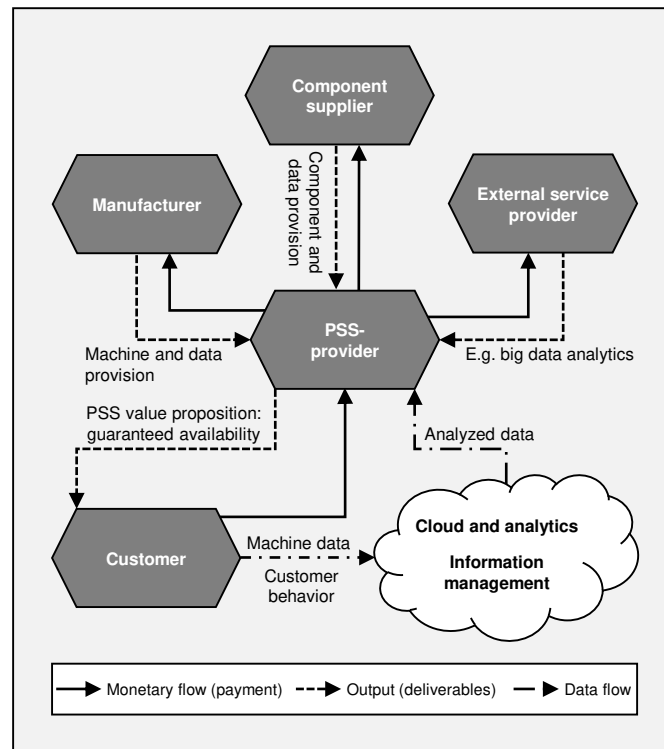 Component
supplier
Manufacturer
External service
provider
Component and
data provision
PSS-
provider
Machine and data
provision
E.g. big data analytics
PSS value proposition:
guaranteed availability
Analyzed data
Customer
Machine data
Customer
behavior
Cloud and analytics
Information
management
Monetary flow (payment)
Output (deliverables)
Data flow